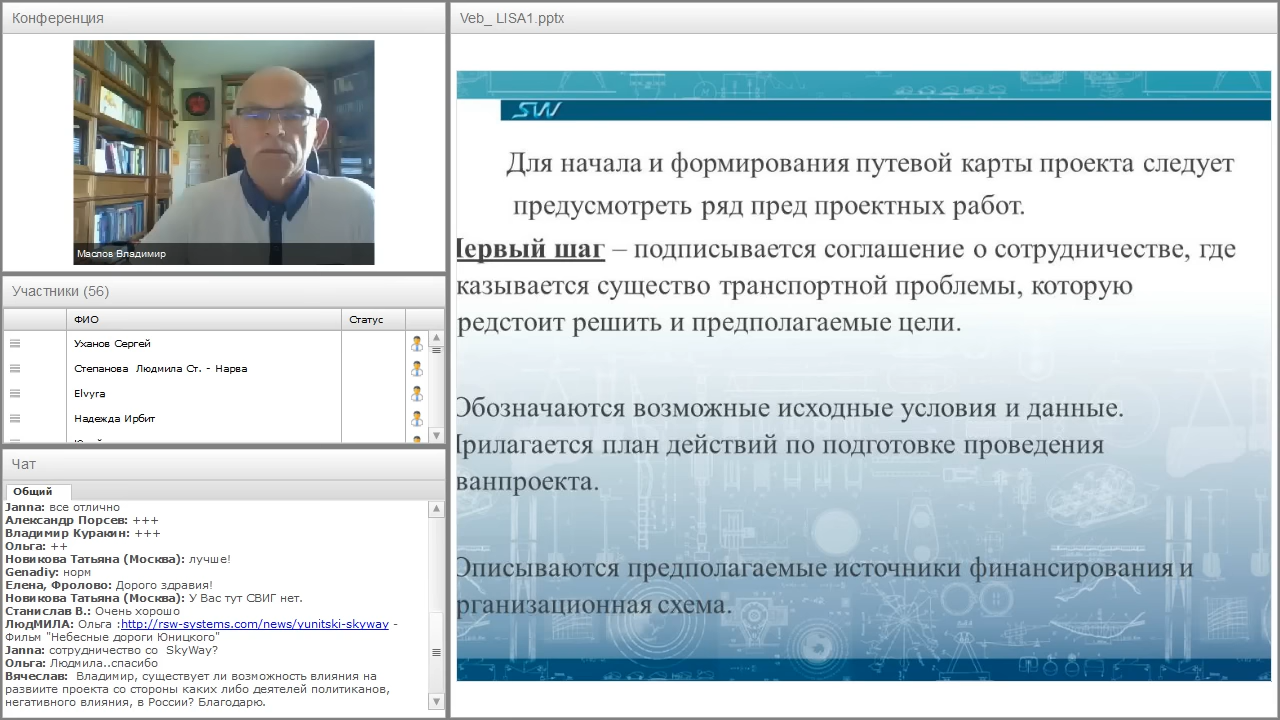 Конференция
Маслов Владимир
Участники (56)
ФИО
Статус
Уханов Сергей
Степанова Людмила Ст. - Нарва
Elvyra
Надежда Ирбит
Чат
Общий
Janna: все отлично
Александр Порсев: +++
Владимир Куракин: +++
Ольга: ++
Новикова Татьяна (Москва): лучше!
Genadiy: норм
Елена, Фролово: Дорого здравия!
Новикова Татьяна (Москва): У Вас тут СВИГ нет.
Станислав В.: Очень хорошо
ЛюдМИЛА: Ольга :http://rsw-systems.com/news/yunitski-skyway -
Фильм "Небесные дороги Юницкого"
Janna: сотрудничество со SkyWay?
Ольга: Людмила..спасибо
Вячеслав: Владимир, существует ли возможность влияния на
развиите проекта со стороны каких либо деятелей политиканов,
негативного влияния, в России? Благодарю.
Veb_ LISA1.pptx
SW
Для начала и формирования путевой карты проекта следует
предусмотреть ряд пред проектных работ.
Первый шаг – подписывается соглашение о сотрудничестве, где
казывается существо транспортной проблемы, которую
редстоит решить и предполагаемые цели.
Обозначаются возможные исходные условия и данные.
Прилагается план действий по подготовке проведения
ванпроекта.
Описываются предполагаемые источники финансирования и
рганизационная схема.